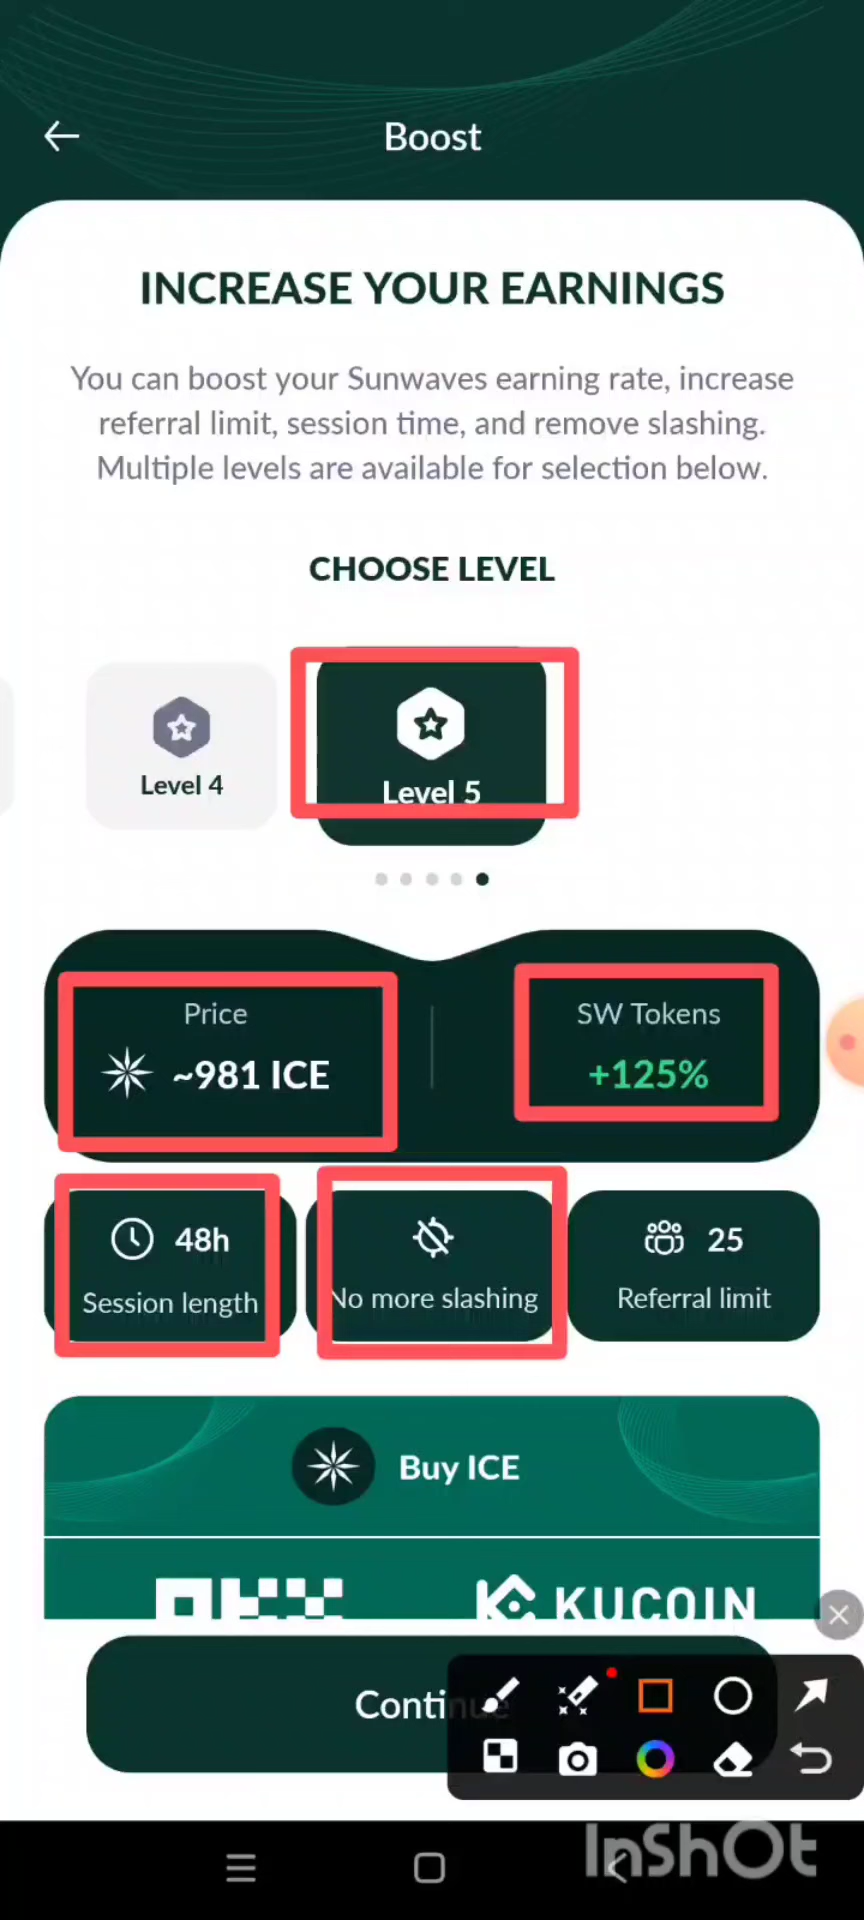 Boost
INCREASE YOUR EARNINGS
You can boost your Sunwaves earning rate, increase
referral limit, session time, and remove slashing.
Multiple levels are available for selection below.
CHOOSE LEVEL
Level 4
Level 5
Price
SW Tokens
~981 ICE
+125%
48h
25
Session length
No more slashing
Referral limit
Buy ICE
OKX
KUCOIN
Continue
InShOt